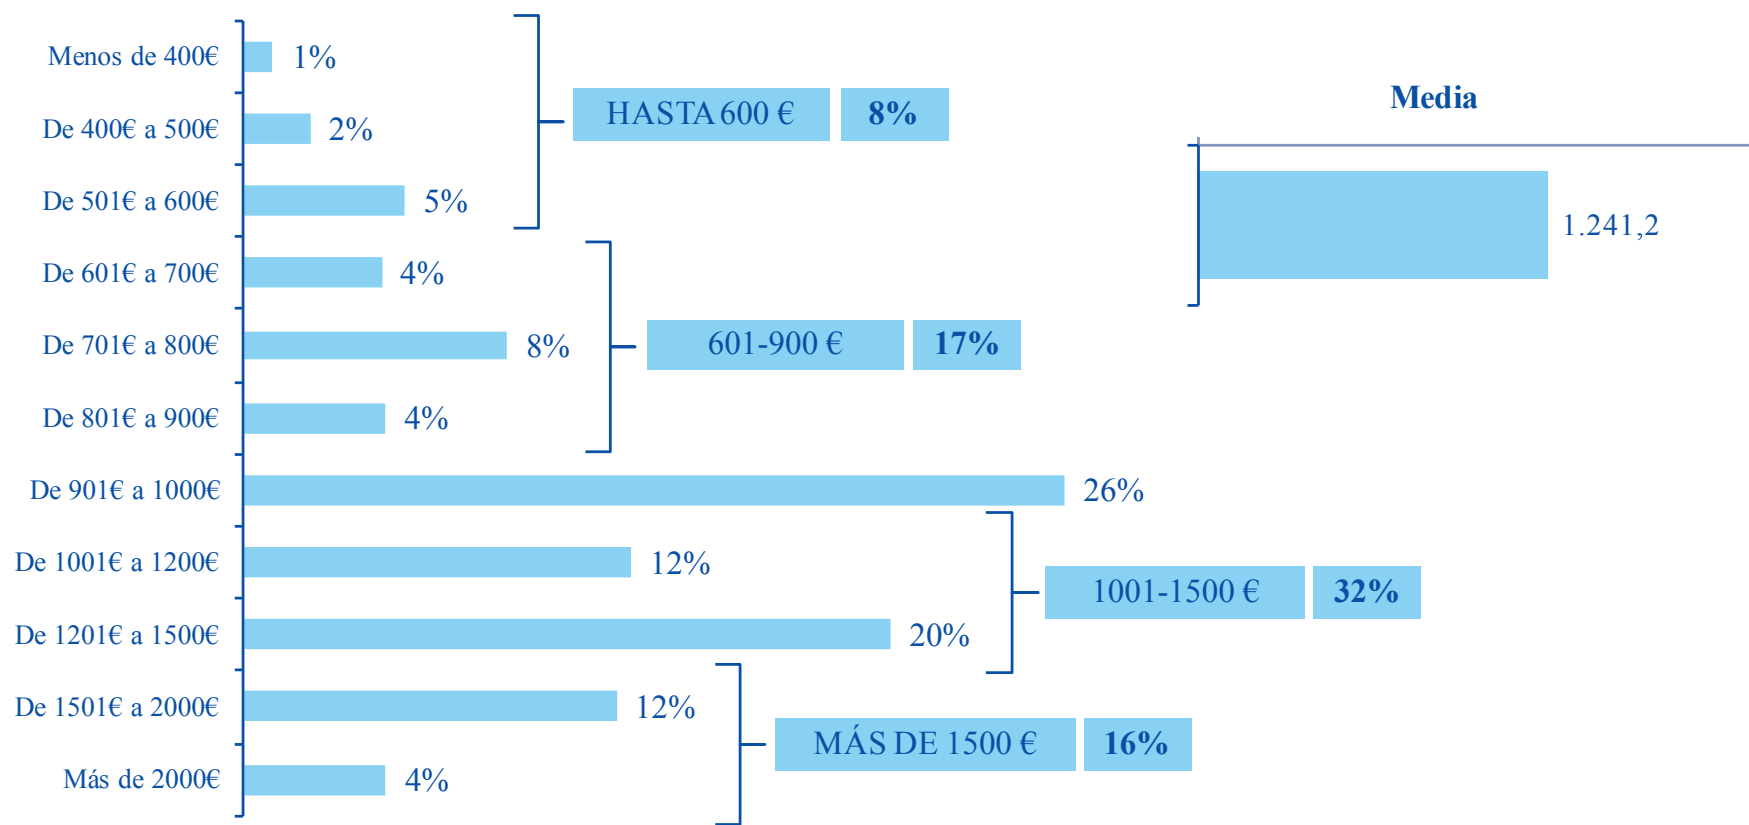 Menos de 400€ 1%
De 400€ a 500€ 2%
De 501€ a 600€ 5%
HASTA 600 € 8%
De 601€ a 700€ 4%
De 701€ a 800€ 8%
De 801€ a 900€ 4%
601-900 € 17%
De 901€ a 1000€ 26%
De 1001€ a 1200€ 12%
De 1201€ a 1500€ 20%
1001-1500 € 32%
De 1501€ a 2000€ 12%
Más de 2000€ 4%
MÁS DE 1500 € 16%
Media
1.241,2